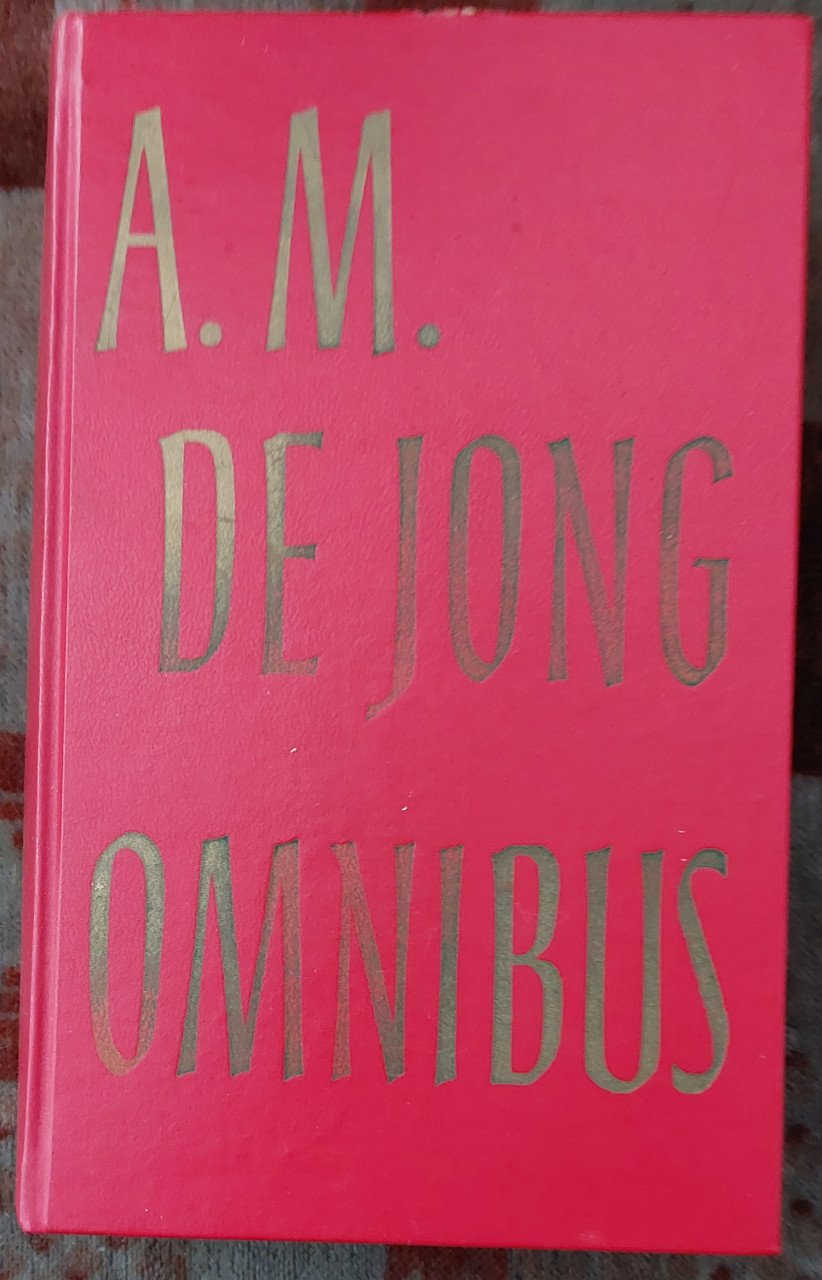 A. M.
DE JONG
OMNIBUS